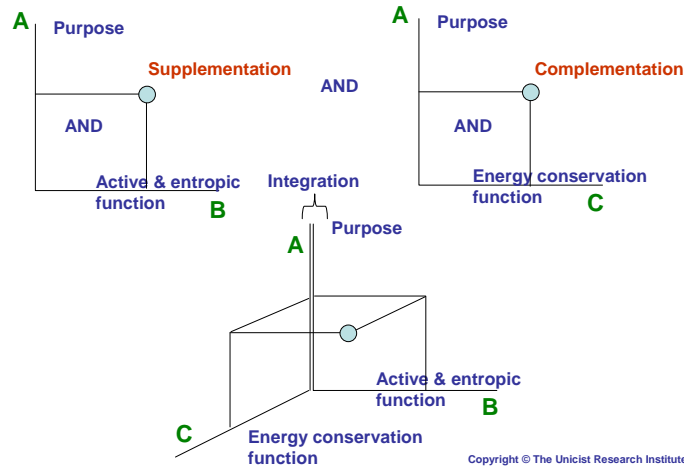 A
Purpose
Supplementation
AND
Active & entropic
function
B
AND
A
Purpose
Complementation
AND
Energy conservation
function
C
Integration
A
Purpose
Active & entropic
function
B
C
Energy conservation
function
Copyright © The Unicist Research Institute